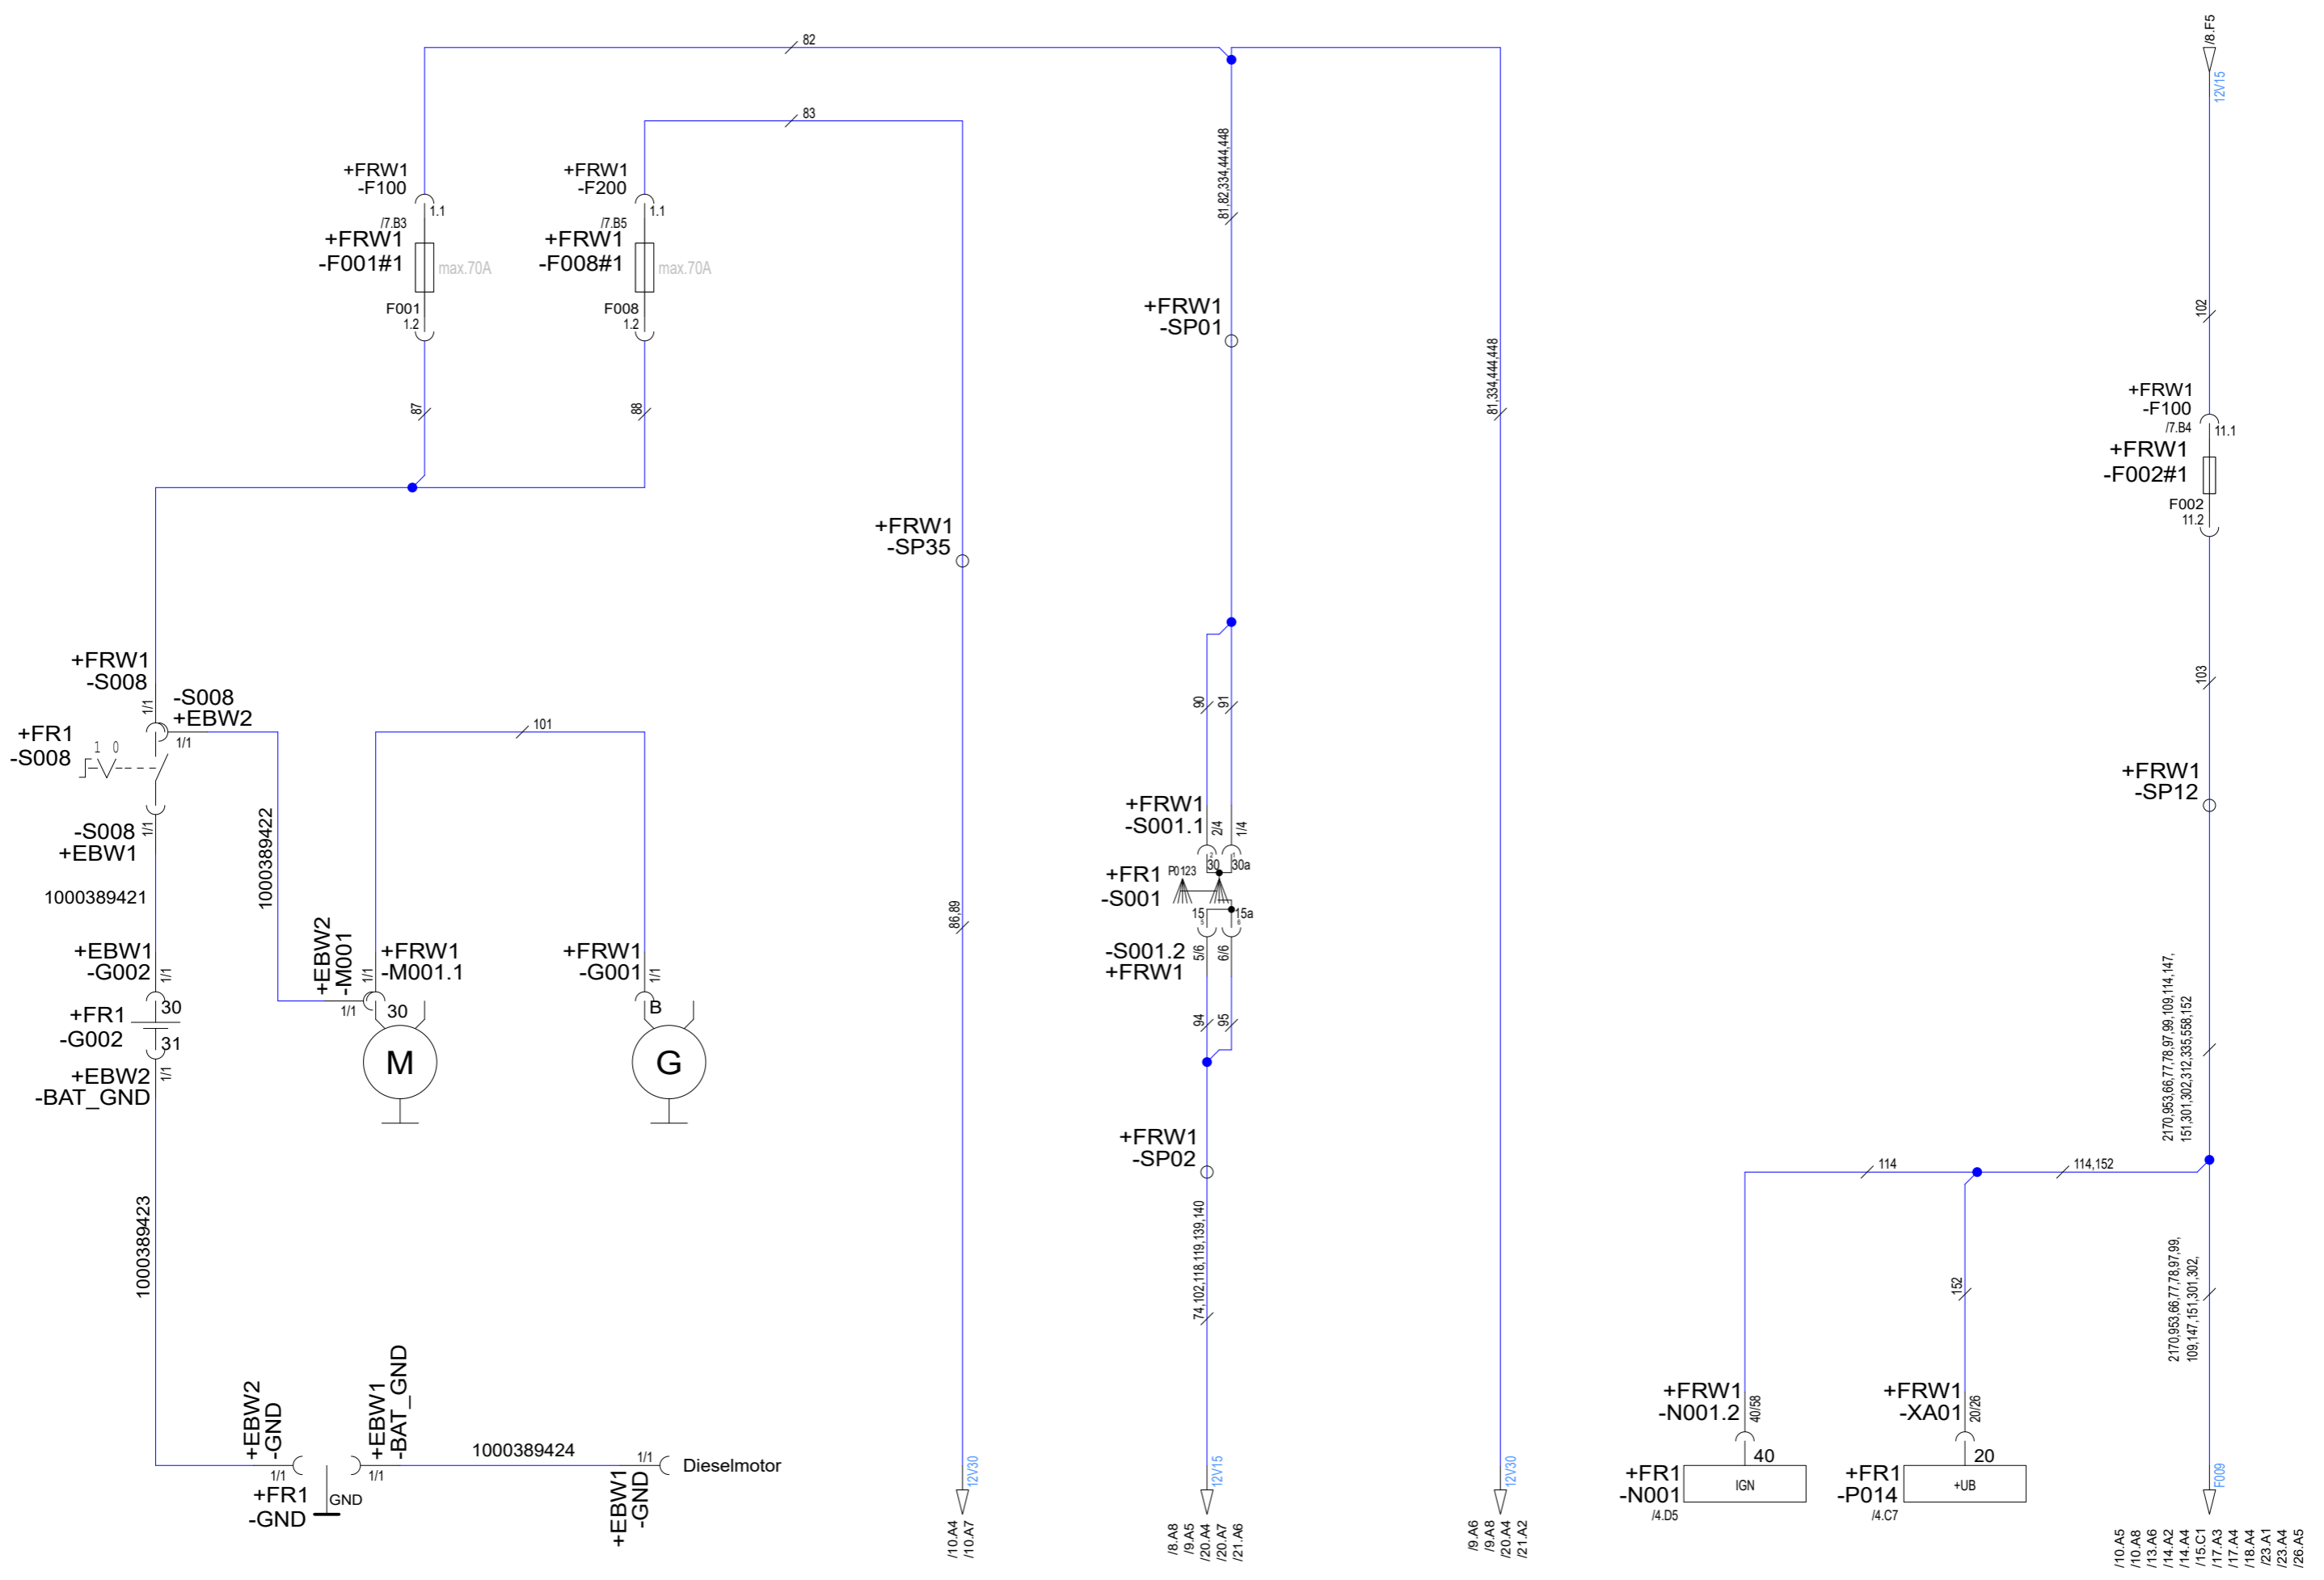 82
/8.F5
12V15
83
81,82,334,444,448
+FRW1
-F100
1.1
/7.B3
+FRW1
-F001#1
max.70A
F001
1.2
+FRW1
-F200
1.1
/7.B5
+FRW1
-F008#1
max.70A
F008
1.2
+FRW1
-SP01
102
81,334,444,448
87
88
+FRW1
-F100
/7.B4
11.1
+FRW1
-F002#1
F002
11.2
+FRW1
-SP35
+FRW1
-S008
1/1
-S008
+EBW2
1/1
+FR1
-S008
1 0
-S008
1/1
+EBW1
1000389421
1000389422
101
90
91
103
+FRW1
-SP12
+FRW1
-S001.1
2/4
1/4
2
1
30
30a
+FR1
-S001
P0123
15
15a
5
6
-S001.2
+FRW1
5/6
6/6
86,89
+EBW1
-G002
1/1
30
+FR1
-G002
31
+EBW2
-BAT_GND
1/1
+EBW2
-M001
1/1
+FRW1
-M001.1
1/1
30
M
+FRW1
-G001
1/1
B
G
94
95
2170,953,66,77,78,97,99,109,114,147,
151,301,302,312,335,558,152
+FRW1
-SP02
114
114,152
1000389423
74,102,118,119,139,140
152
2170,953,66,77,78,97,99,
109,147,151,301,302,
+EBW2
-GND
1/1
+EBW1
-BAT_GND
1/1
+FR1
-GND
GND
1000389424
1/1
+EBW1
-GND
Dieselmotor
12V30
/10.A4
/10.A7
12V15
/8.A8
/9.A5
/20.A4
/20.A7
/21.A6
12V30
/9.A6
/9.A8
/20.A4
/21.A2
+FRW1
-N001.2
40/58
40
+FR1
-N001
/4.D5
IGN
+FRW1
-XA01
20/26
20
+FR1
-P014
/4.C7
+UB
F009
/10.A5
/10.A8
/13.A6
/14.A2
/14.A4
/15.C1
/17.A3
/17.A4
/18.A4
/23.A1
/23.A4
/26.A5